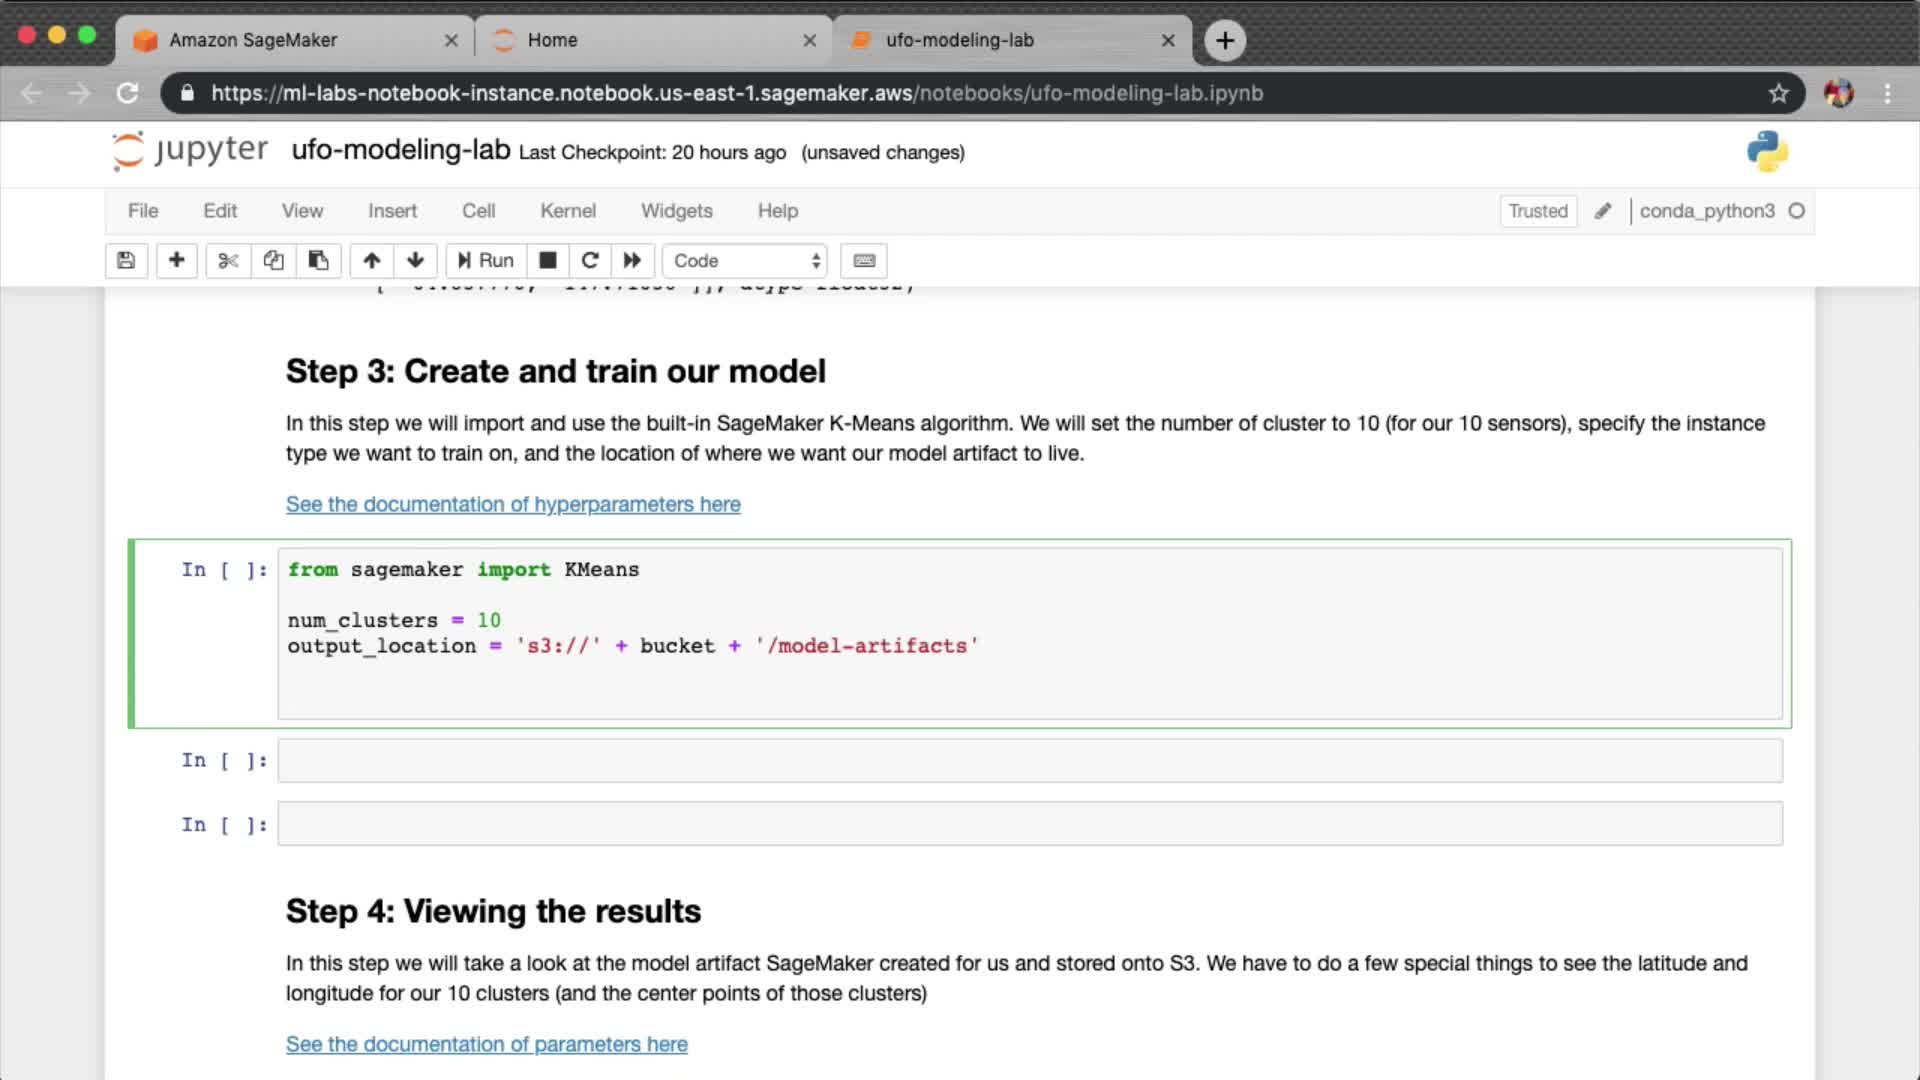 Amazon SageMaker
Home
ufo-modeling-lab
https://ml-labs-notebook-instance.notebook.us-east-1.sagemaker.aws/notebooks/ufo-modeling-lab.ipynb
jupyter ufo-modeling-lab Last Checkpoint: 20 hours ago (unsaved changes)
File Edit View Insert Cell Kernel Widgets Help Trusted conda_python3
Run Code
Step 3: Create and train our model
In this step we will import and use the built-in SageMaker K-Means algorithm. We will set the number of cluster to 10 (for our 10 sensors), specify the instance
type we want to train on, and the location of where we want our model artifact to live.
See the documentation of hyperparameters here
In [ ]: from sagemaker import KMeans
num_clusters = 10
output_location = 's3://' + bucket + '/model-artifacts'
In [ ]:
In [ ]:
Step 4: Viewing the results
In this step we will take a look at the model artifact SageMaker created for us and stored onto S3. We have to do a few special things to see the latitude and
longitude for our 10 clusters (and the center points of those clusters)
See the documentation of parameters here